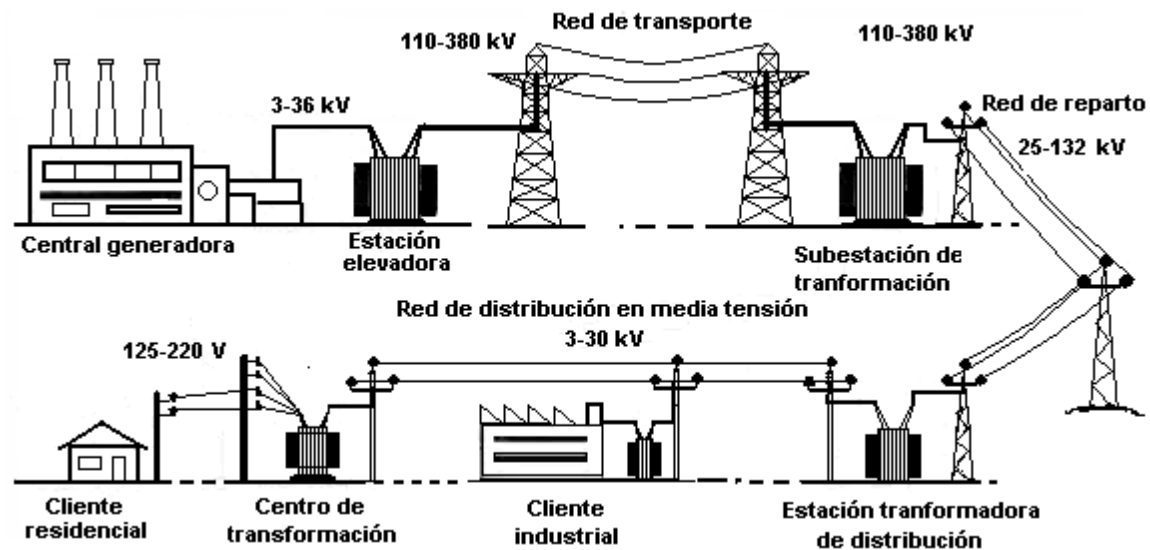 Red de transporte
110-380 kV
110-380 kV
3-36 kV
Red de reparto
25-132 kV
Central generadora
Estación
elevadora
Subestación de
tranformación
Red de distribución en media tensión
3-30 kV
125-220 V
Cliente
residencial
Centro de
transformación
Cliente
industrial
Estación tranformadora
de distribución